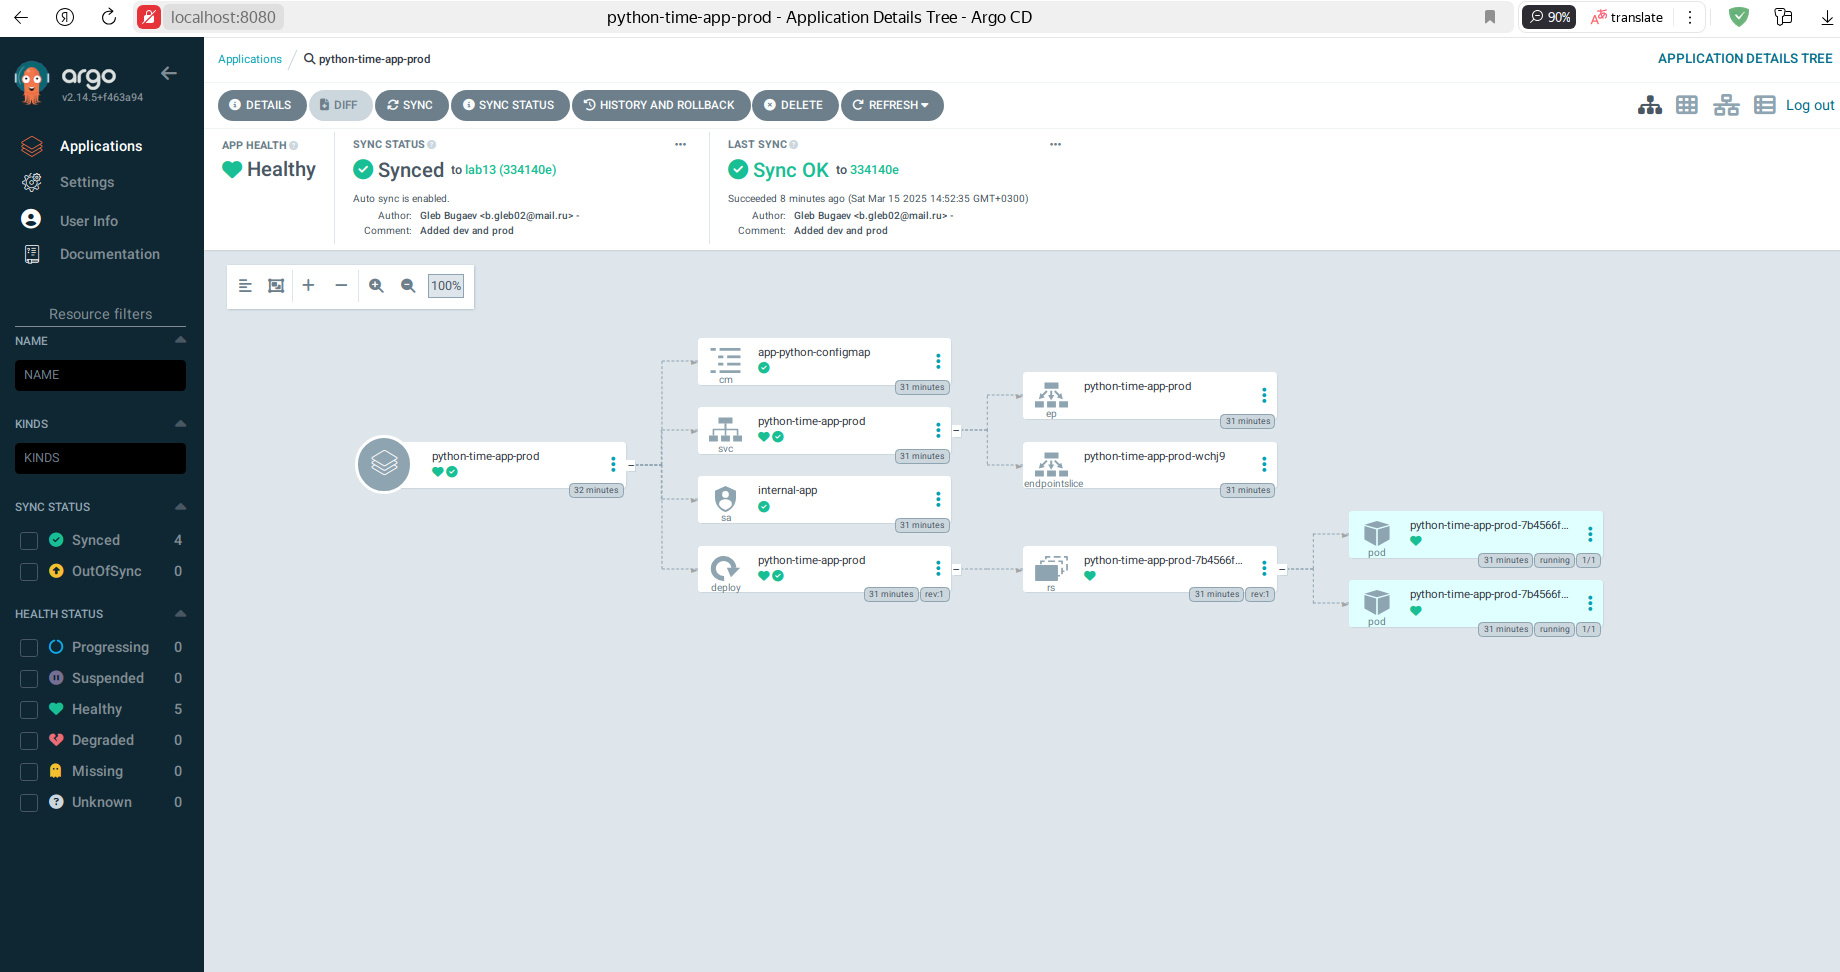 localhost:8080
python-time-app-prod - Application Details Tree - Argo CD
90%
translate
argo
v2.14.5+f463a94
Applications
Settings
User Info
Documentation
Resource filters
NAME
NAME
KINDS
KINDS
SYNC STATUS
Synced 4
OutOfSync 0
HEALTH STATUS
Progressing 0
Suspended 0
Healthy 5
Degraded 0
Missing 0
Unknown 0
Applications / python-time-app-prod
APPLICATION DETAILS TREE
DETAILS DIFF SYNC SYNC STATUS HISTORY AND ROLLBACK DELETE REFRESH
Log out
APP HEALTH
Healthy
SYNC STATUS
Synced to lab13 (334140e)
Auto sync is enabled.
Author: Gleb Bugaev <b.gleb02@mail.ru> -
Comment: Added dev and prod
LAST SYNC
Sync OK to 334140e
Succeeded 8 minutes ago (Sat Mar 15 2025 14:52:35 GMT+0300)
Author: Gleb Bugaev <b.gleb02@mail.ru> -
Comment: Added dev and prod
100%
python-time-app-prod
32 minutes
app-python-configmap
cm
31 minutes
python-time-app-prod
svc
31 minutes
internal-app
sa
31 minutes
python-time-app-prod
deploy
31 minutes rev:1
python-time-app-prod
ep
31 minutes
python-time-app-prod-wchj9
endpointslice
31 minutes
python-time-app-prod-7b4566f...
rs
31 minutes rev:1
python-time-app-prod-7b4566f...
pod
31 minutes running 1/1
python-time-app-prod-7b4566f...
pod
31 minutes running 1/1